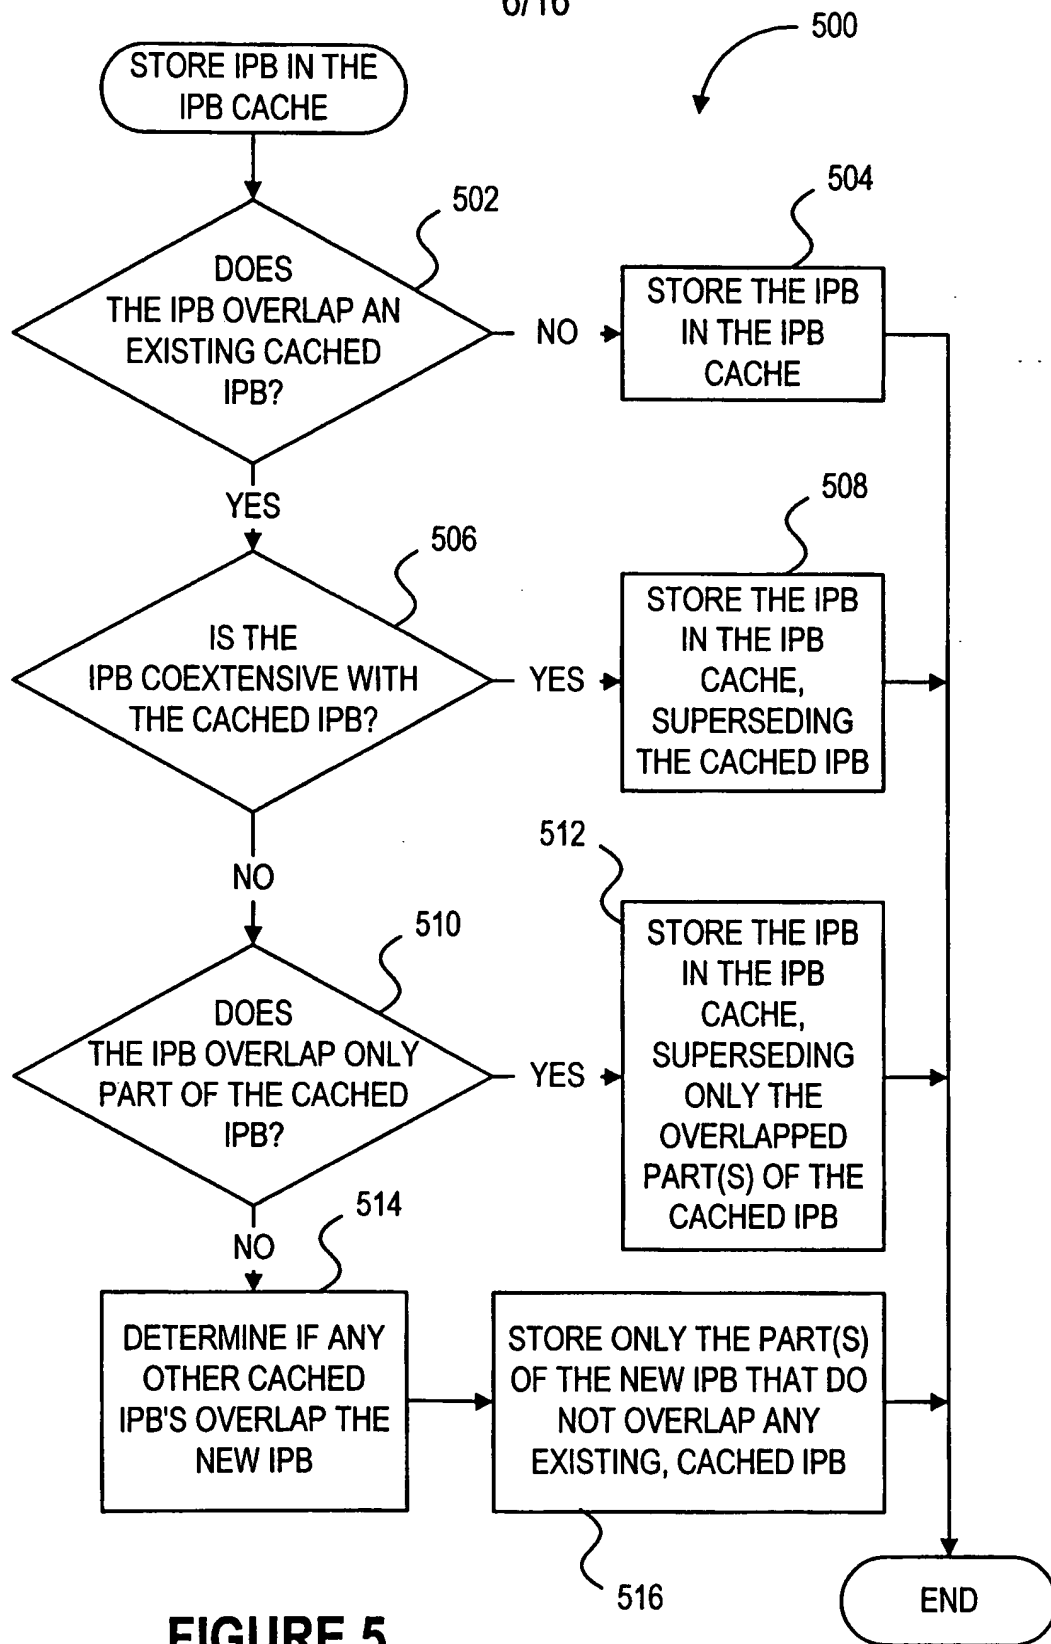 6/16
500
STORE IPB IN THE
IPB CACHE
502
DOES
THE IPB OVERLAP AN
EXISTING CACHED
IPB?
NO
504
STORE THE IPB
IN THE IPB
CACHE
YES
506
IS THE
IPB COEXTENSIVE WITH
THE CACHED IPB?
YES
508
STORE THE IPB
IN THE IPB
CACHE,
SUPERSEDING
THE CACHED IPB
NO
510
DOES
THE IPB OVERLAP ONLY
PART OF THE CACHED
IPB?
YES
512
STORE THE IPB
IN THE IPB
CACHE,
SUPERSEDING
ONLY THE
OVERLAPPED
PART(S) OF THE
CACHED IPB
NO
514
DETERMINE IF ANY
OTHER CACHED
IPB'S OVERLAP THE
NEW IPB
STORE ONLY THE PART(S)
OF THE NEW IPB THAT DO
NOT OVERLAP ANY
EXISTING, CACHED IPB
516
END
FIGURE 5